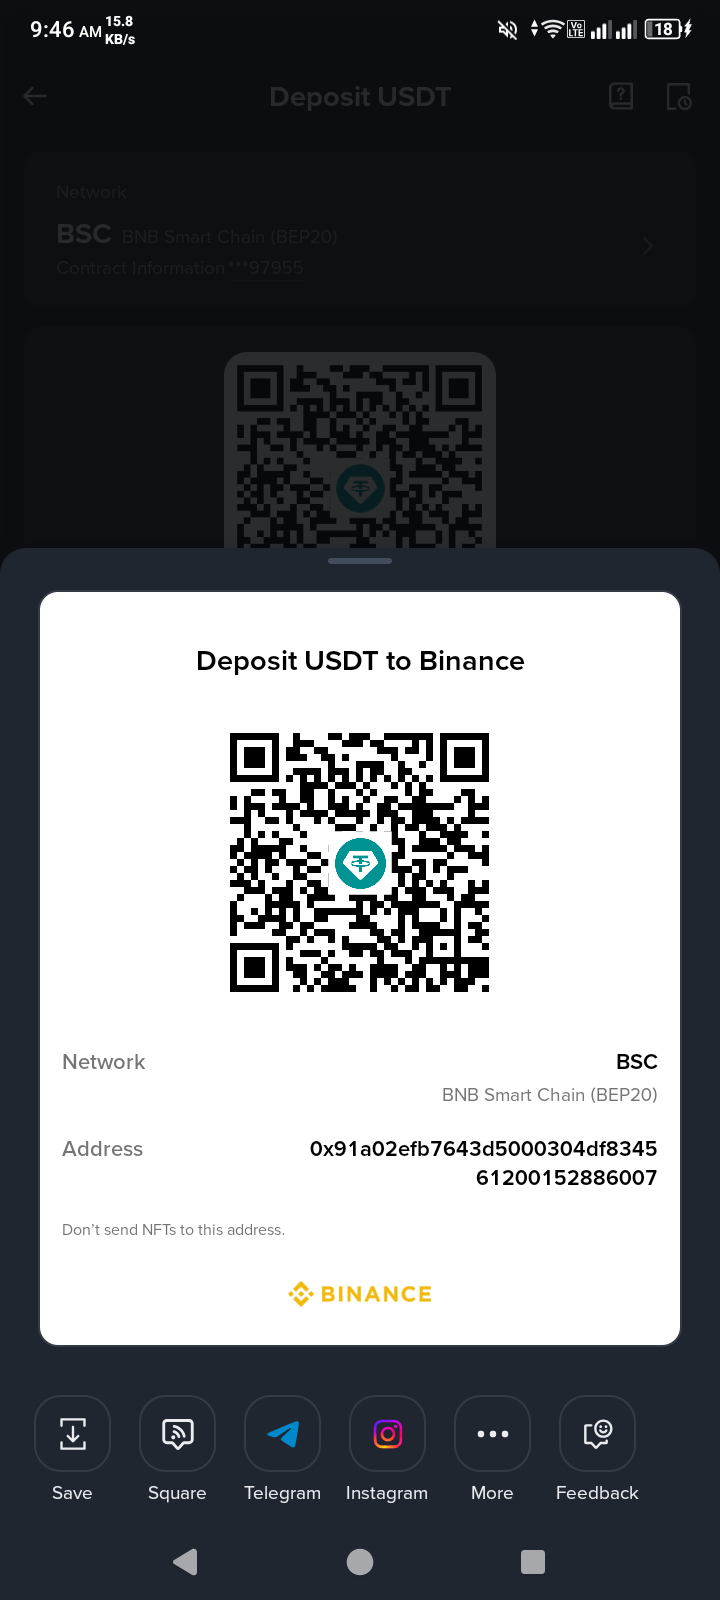 9:46 AM 15.8 KB/s
Vo LTE 18
Deposit USDT
Network
BSC BNB Smart Chain (BEP20)
Contract Information ***97955
Deposit USDT to Binance
Network BSC
BNB Smart Chain (BEP20)
Address 0x91a02efb7643d5000304df8345
61200152886007
Don't send NFTs to this address.
BINANCE
Save Square Telegram Instagram More Feedback